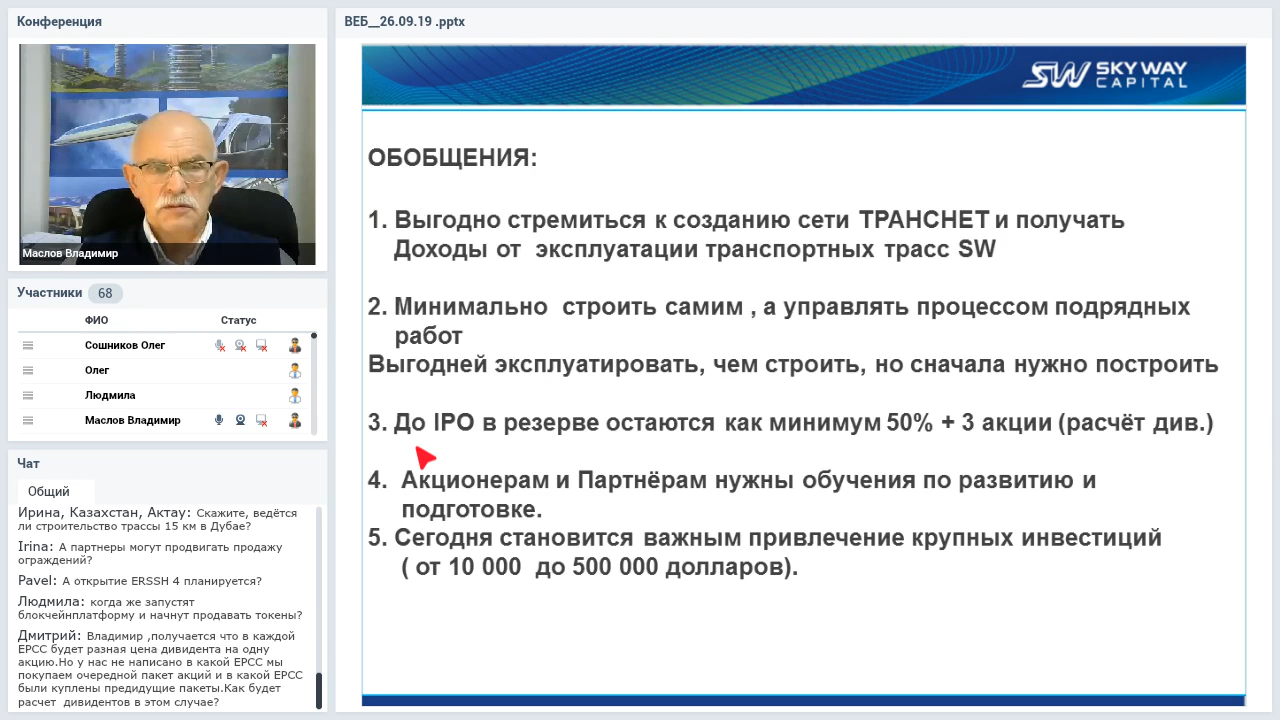 Конференция
Маслов Владимир
Участники 68
ФИО Статус
Сошников Олег
Олег
Людмила
Маслов Владимир
Чат
Общий
Ирина, Казахстан, Актау: Скажите, ведётся
ли строительство трассы 15 км в Дубае?
Irina: А партнеры могут продвигать продажу
ограждений?
Pavel: А открытие ERSSH 4 планируется?
Людмила: когда же запустят
блокчейнплатформу и начнут продавать токены?
Дмитрий: Владимир ,получается что в каждой
ЕРСС будет разная цена дивидента на одну
акцию.Но у нас не написано в какой ЕРСС мы
покупаем очередной пакет акций и в какой ЕРСС
были куплены предидущие пакеты.Как будет
расчет дивидентов в этом случае?
ВЕБ__26.09.19 .pptx
SW SKY WAY
CAPITAL
ОБОБЩЕНИЯ:
1. Выгодно стремиться к созданию сети ТРАНСНЕТ и получать
Доходы от эксплуатации транспортных трасс SW
2. Минимально строить самим , а управлять процессом подрядных
работ
Выгодней эксплуатировать, чем строить, но сначала нужно построить
3. До IPO в резерве остаются как минимум 50% + 3 акции (расчёт див.)
4. Акционерам и Партнёрам нужны обучения по развитию и
подготовке.
5. Сегодня становится важным привлечение крупных инвестиций
( от 10 000 до 500 000 долларов).